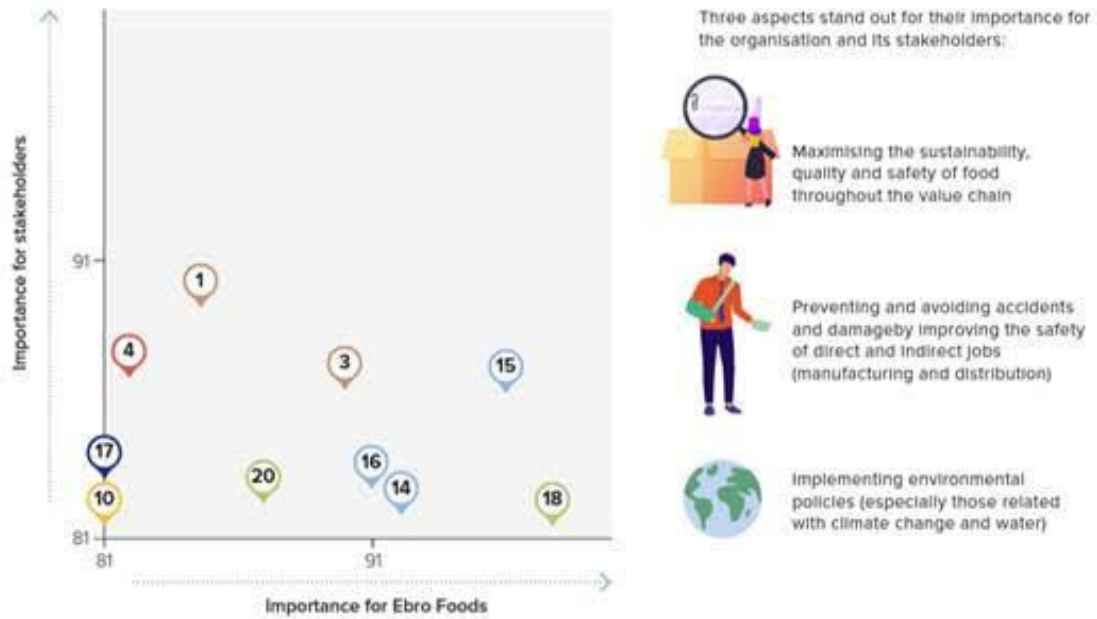 Three aspects stand out for their importance for
the organisation and its stakeholders:
Importance for stakeholders
91
1
4
3
15
17
16
20
14
10
18
81
81
91
Importance for Ebro Foods
Maximising the sustainability,
quality and safety of food
throughout the value chain
Preventing and avoiding accidents
and damageby improving the safety
of direct and indirect jobs
(manufacturing and distribution)
Implementing environmental
policies (especially those related
with climate change and water)